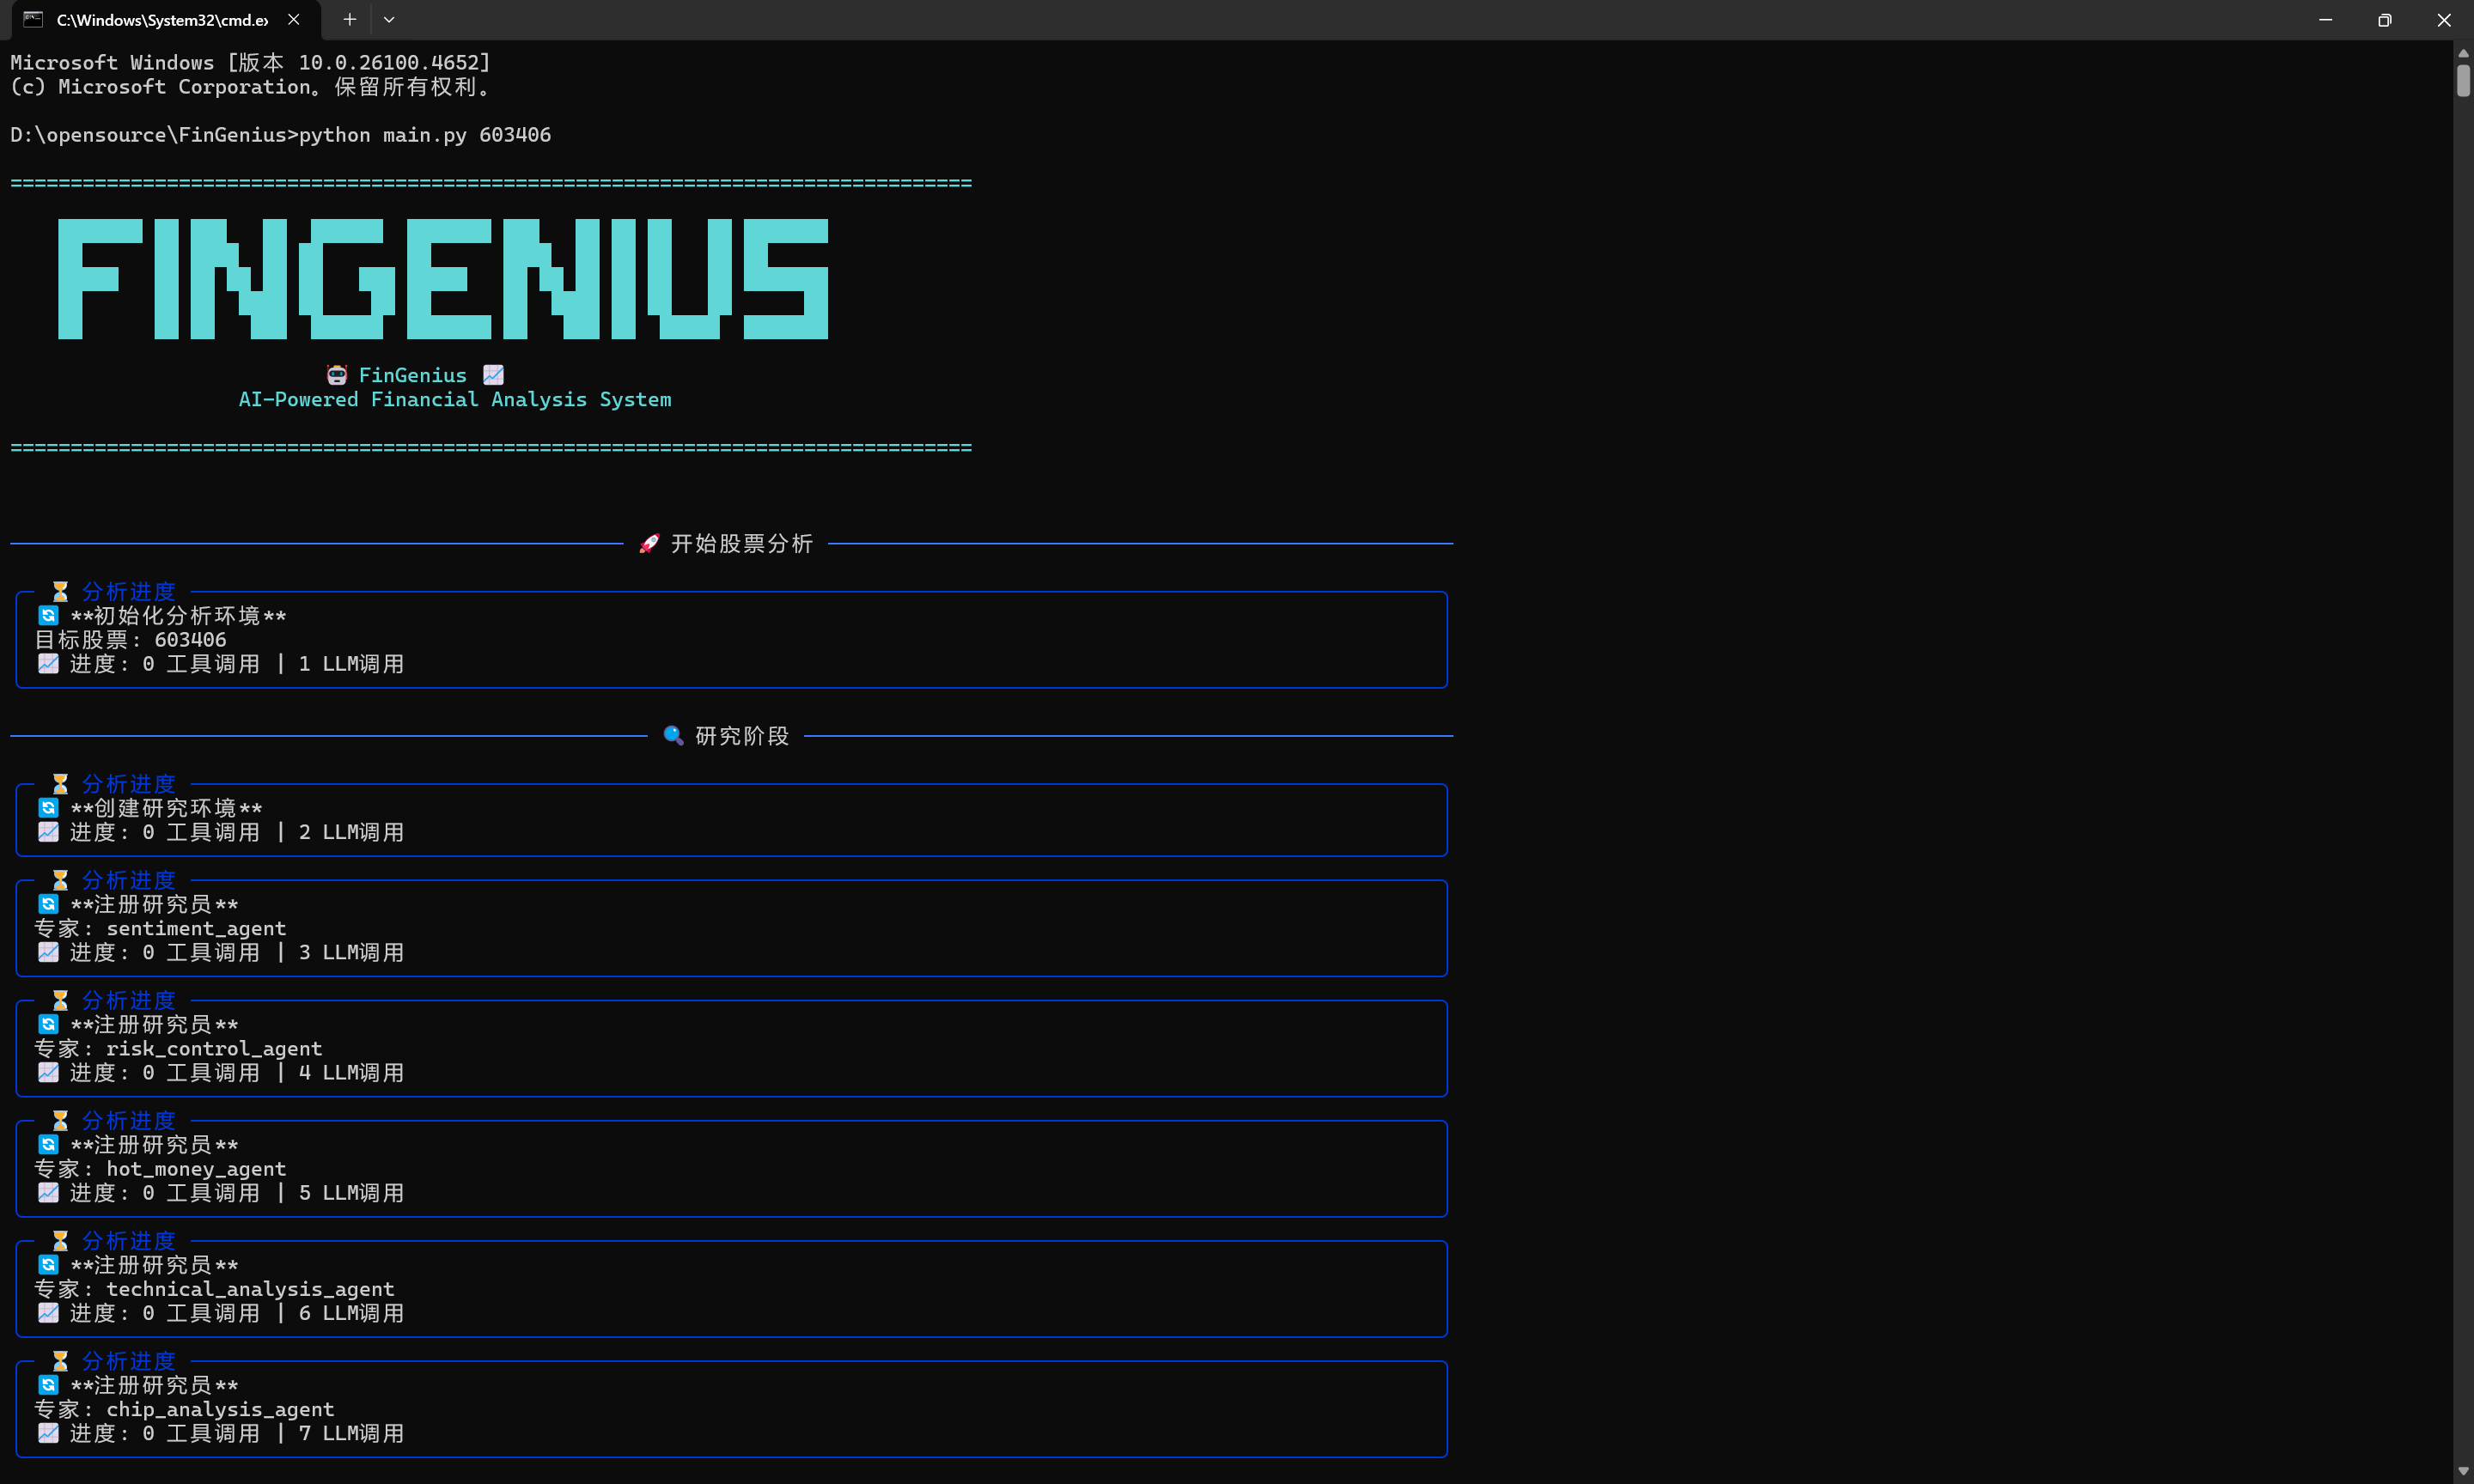 C:\Windows\System32\cmd.ex
Microsoft Windows [版本 10.0.26100.4652]
(c) Microsoft Corporation。保留所有权利。
D:\opensource\FinGenius>python main.py 603406
================================================================================
FINGENIUS
🤖 FinGenius 📈
AI-Powered Financial Analysis System
================================================================================
🚀 开始股票分析
⏳ 分析进度
🔄 **初始化分析环境**
目标股票: 603406
📈 进度: 0 工具调用 | 1 LLM调用
🔍 研究阶段
⏳ 分析进度
🔄 **创建研究环境**
📈 进度: 0 工具调用 | 2 LLM调用
⏳ 分析进度
🔄 **注册研究员**
专家: sentiment_agent
📈 进度: 0 工具调用 | 3 LLM调用
⏳ 分析进度
🔄 **注册研究员**
专家: risk_control_agent
📈 进度: 0 工具调用 | 4 LLM调用
⏳ 分析进度
🔄 **注册研究员**
专家: hot_money_agent
📈 进度: 0 工具调用 | 5 LLM调用
⏳ 分析进度
🔄 **注册研究员**
专家: technical_analysis_agent
📈 进度: 0 工具调用 | 6 LLM调用
⏳ 分析进度
🔄 **注册研究员**
专家: chip_analysis_agent
📈 进度: 0 工具调用 | 7 LLM调用